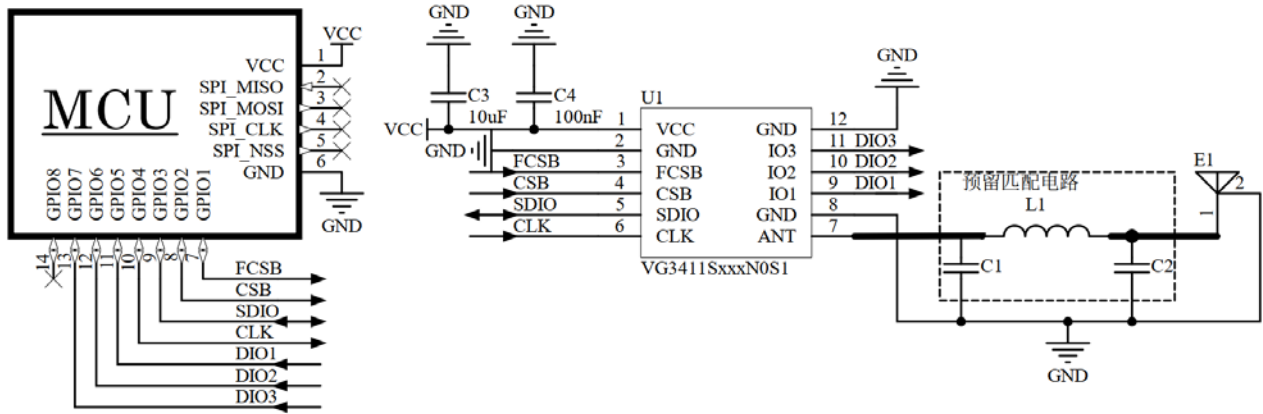 MCU
VCC
1
VCC
SPI_MISO
2
SPI_MOSI
3
SPI_CLK
4
SPI_NSS
5
GND
6
GND
GPIO8
GPIO7
GPIO6
GPIO5
GPIO4
GPIO3
GPIO2
GPIO1
14
13
12
11
10
9
8
7
FCSB
CSB
SDIO
CLK
DIO1
DIO2
DIO3
GND
GND
C3
C4
10uF
100nF
VCC
GND
FCSB
CSB
SDIO
CLK
U1
1
VCC
2
GND
3
FCSB
4
CSB
5
SDIO
6
CLK
GND
12
IO3
11
DIO3
IO2
10
DIO2
IO1
9
DIO1
GND
8
ANT
7
VG3411SxxxN0S1
GND
预留匹配电路
L1
C1
C2
E1
2
1
GND